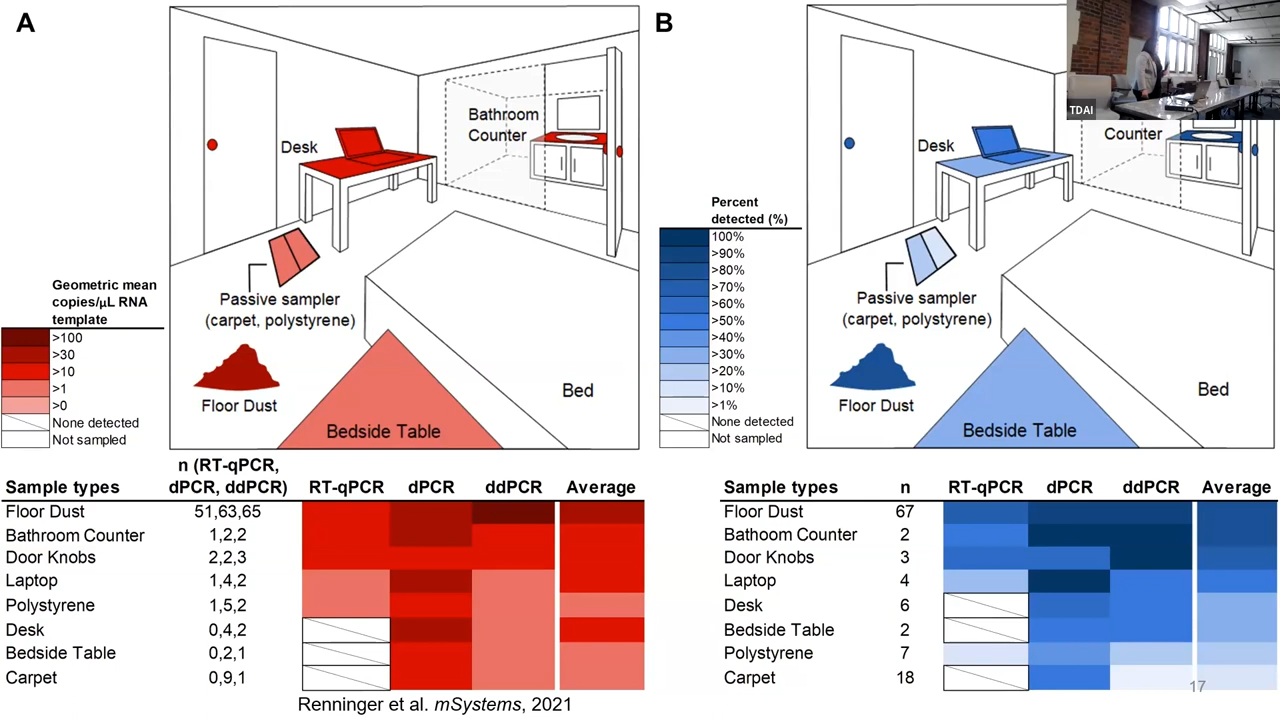 A
Desk
Bathroom
Counter
Passive sampler
(carpet, polystyrene)
Floor Dust
Bed
Bedside Table
Geometric mean
copies/µL RNA
template
>100
>30
>10
>1
>0
None detected
Not sampled
B
TDAI
Desk
Counter
Passive sampler
(carpet, polystyrene)
Floor Dust
Bed
Bedside Table
Percent
detected (%)
100%
>90%
>80%
>70%
>60%
>50%
>40%
>30%
>20%
>10%
>1%
None detected
Not sampled
n (RT-qPCR,
Sample types dPCR, ddPCR) RT-qPCR dPCR ddPCR Average
Floor Dust 51,63,65
Bathroom Counter 1,2,2
Door Knobs 2,2,3
Laptop 1,4,2
Polystyrene 1,5,2
Desk 0,4,2
Bedside Table 0,2,1
Carpet 0,9,1
Sample types n RT-qPCR dPCR ddPCR Average
Floor Dust 67
Bathoom Counter 2
Door Knobs 3
Laptop 4
Desk 6
Bedside Table 2
Polystyrene 7
Carpet 18
17
Renninger et al. mSystems, 2021